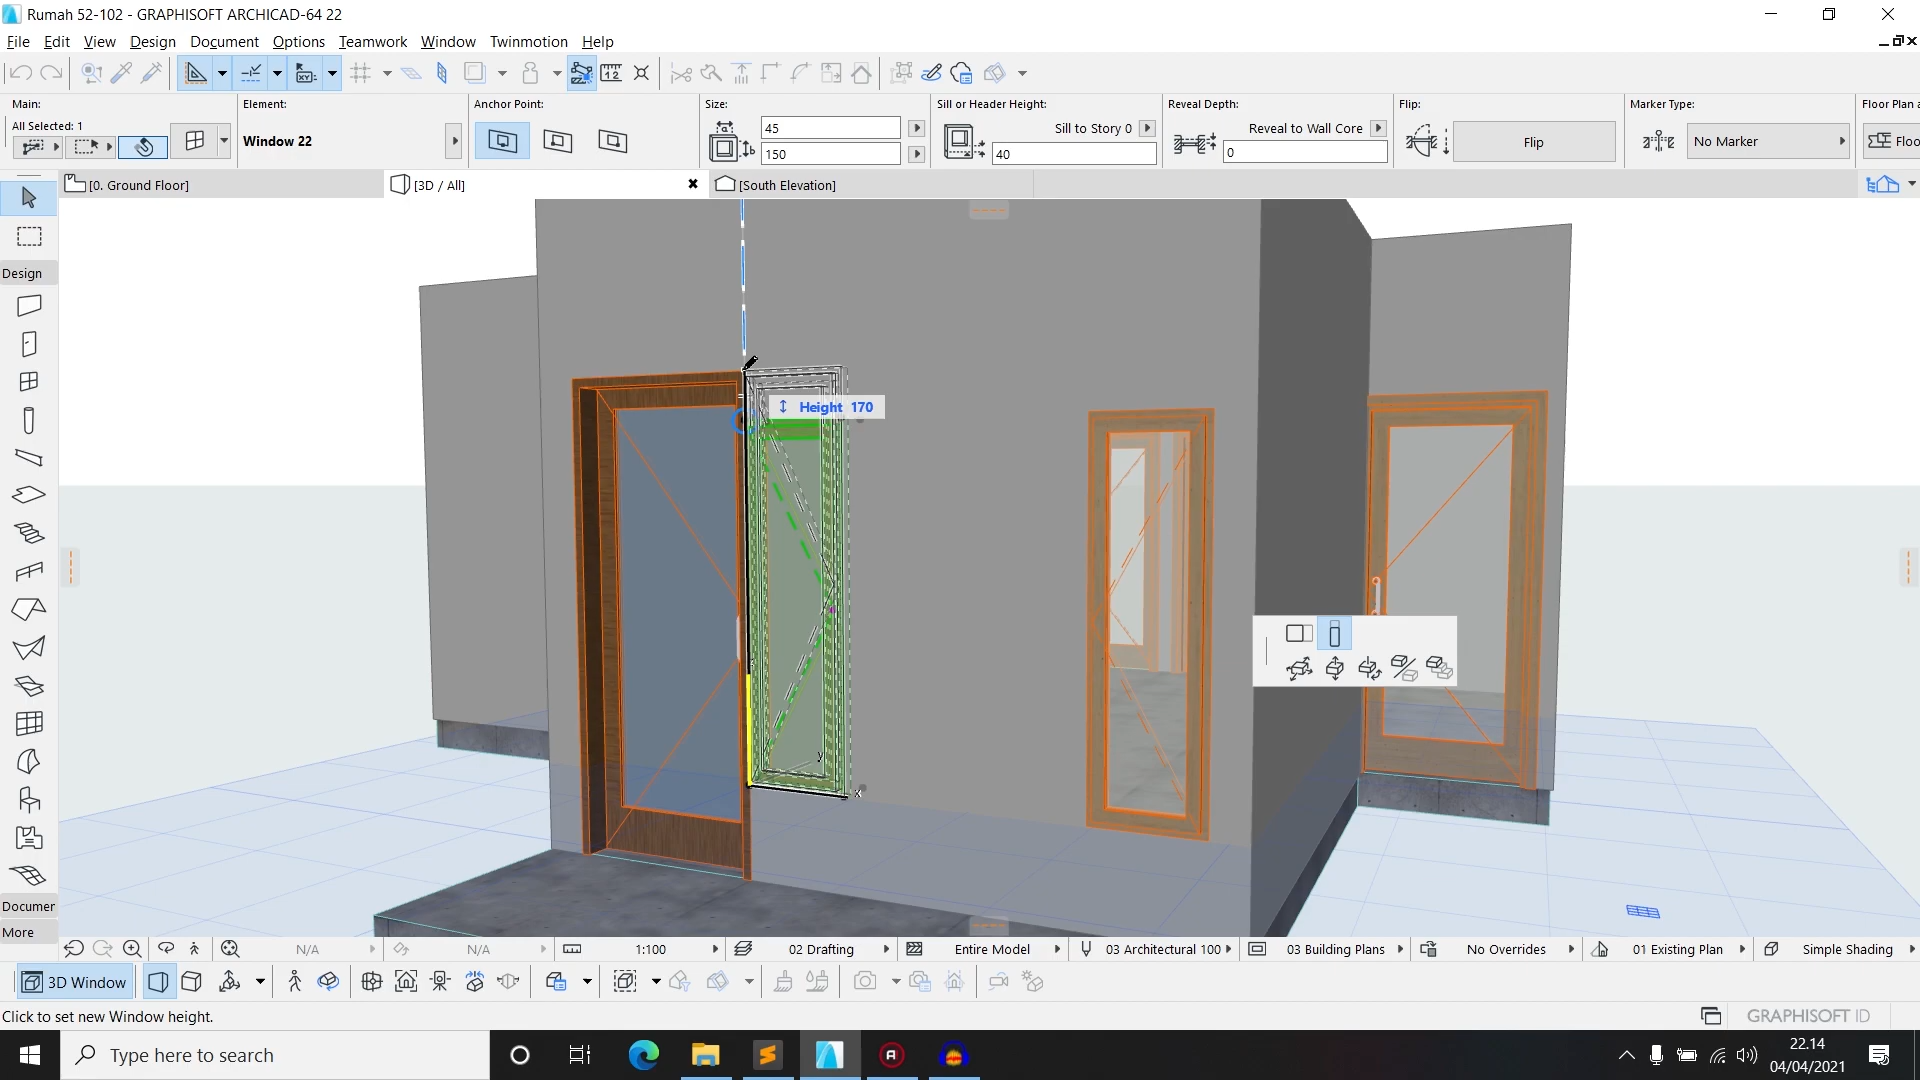 Rumah 52-102 - GRAPHISOFT ARCHICAD-64 22
File Edit View Design Document Options Teamwork Window Twinmotion Help
Main: Element: Anchor Point: Size: Sill or Header Height: Reveal Depth: Flip: Marker Type: Floor Plan a
All Selected: 1
Window 22
a
b
45
150
Sill to Story 0
40
Reveal to Wall Core
0
Flip
No Marker
Floo
[0. Ground Floor] [3D / All] [South Elevation]
Design
Height 170
y
x
Documen
More
N/A N/A 1:100 02 Drafting Entire Model 03 Architectural 100 03 Building Plans No Overrides 01 Existing Plan Simple Shading
3D Window
Click to set new Window height.
GRAPHISOFT ID
Type here to search
22.14
04/04/2021